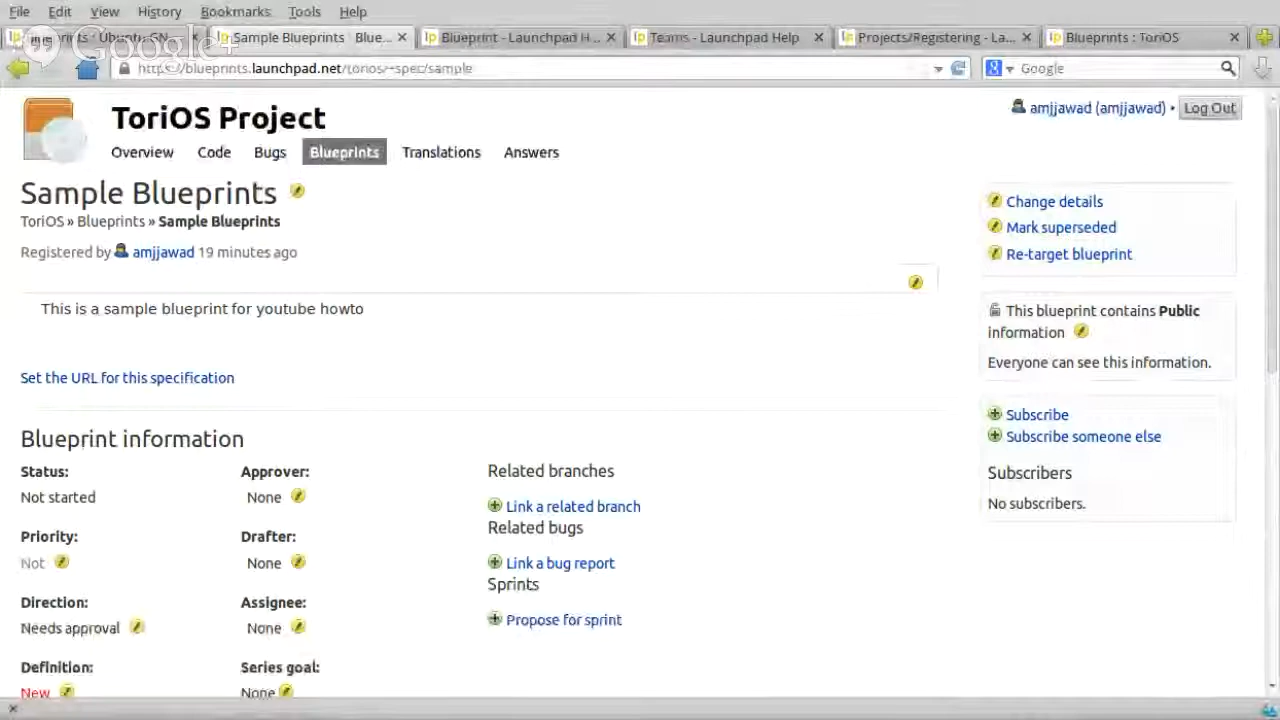 File Edit View History Bookmarks Tools Help
Google+
Sample Blueprints : Blue... Blueprint - Launchpad H... Teams - Launchpad Help Projects/Registering - La... Blueprints : ToriOS
https://blueprints.launchpad.net/torios/+spec/sample Google
ToriOS Project
amjjawad (amjjawad) • Log Out
Overview Code Bugs Blueprints Translations Answers
Sample Blueprints
ToriOS » Blueprints » Sample Blueprints
Registered by amjjawad 19 minutes ago
This is a sample blueprint for youtube howto
Set the URL for this specification
Blueprint information
Status:
Not started
Priority:
Not
Direction:
Needs approval
Definition:
New
Approver:
None
Drafter:
None
Assignee:
None
Series goal:
None
Related branches
Link a related branch
Related bugs
Link a bug report
Sprints
Propose for sprint
Change details
Mark superseded
Re-target blueprint
This blueprint contains Public
information
Everyone can see this information.
Subscribe
Subscribe someone else
Subscribers
No subscribers.